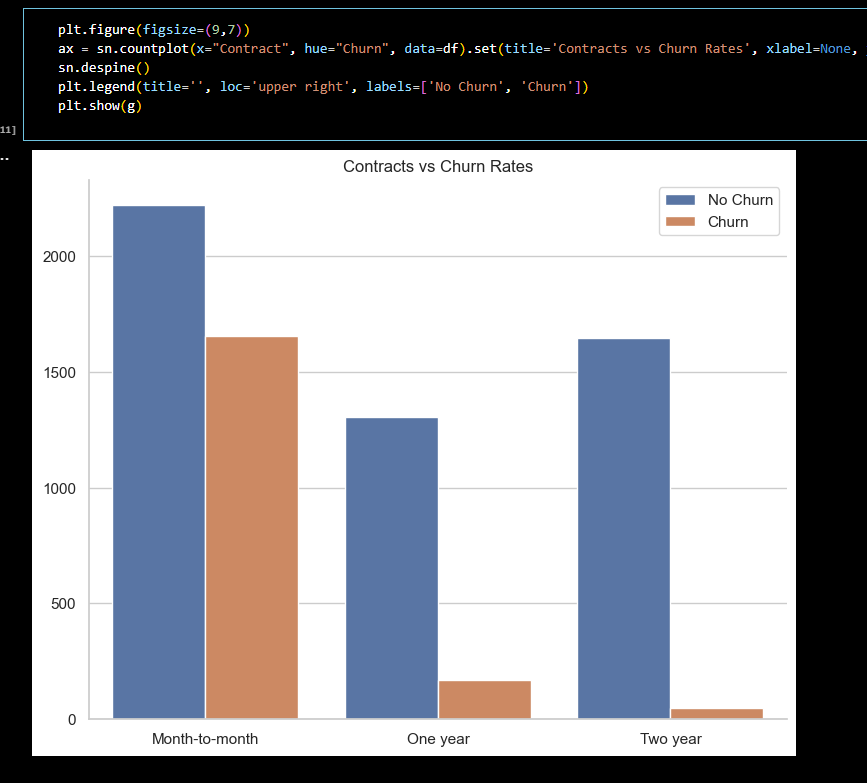 plt.figure(figsize=(9,7))
ax = sn.countplot(x="Contract", hue="Churn", data=df).set(title='Contracts vs Churn Rates', xlabel=None,
sn.despine()
plt.legend(title='', loc='upper right', labels=['No Churn', 'Churn'])
plt.show(g)
11]
..
Contracts vs Churn Rates
No Churn
Churn
2000
1500
1000
500
0
Month-to-month One year Two year